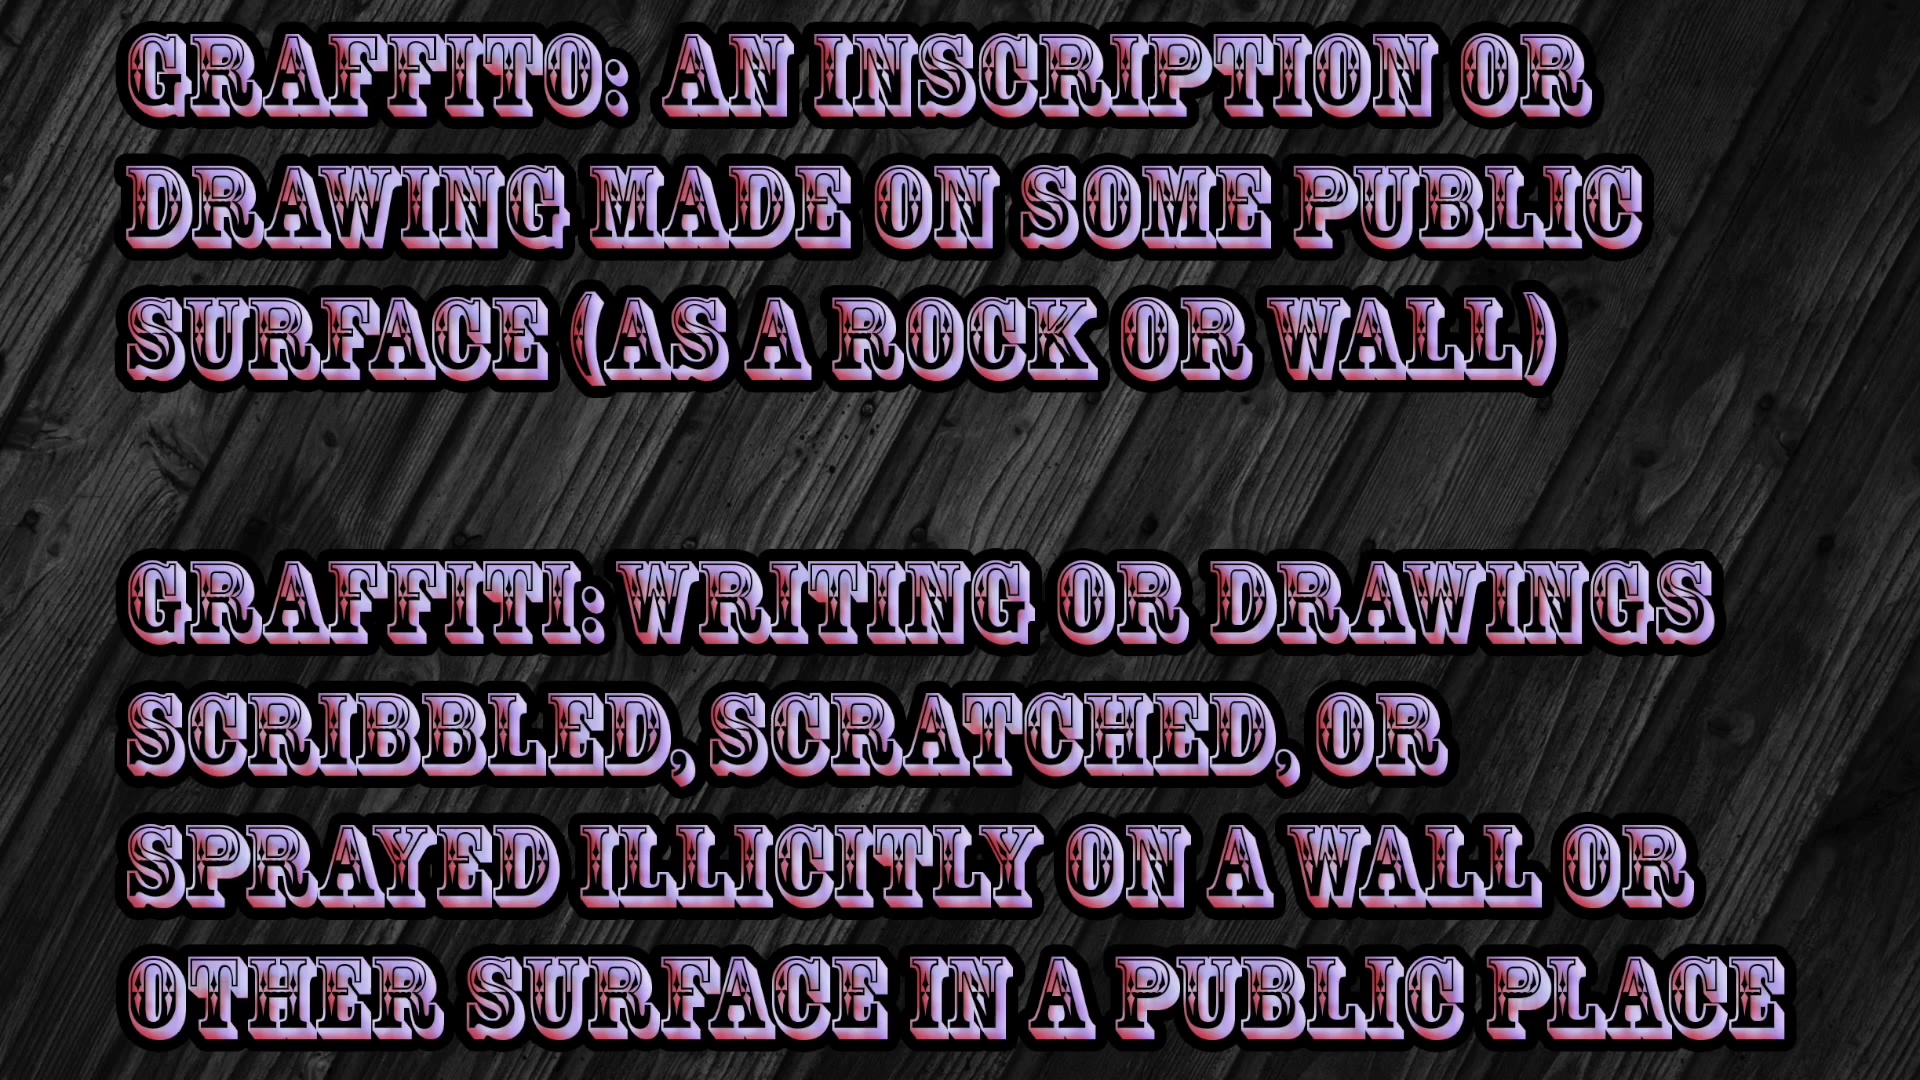 GRAFFITO: AN INSCRIPTION OR
DRAWING MADE ON SOME PUBLIC
SURFACE (AS A ROCK OR WALL)
GRAFFITI: WRITING OR DRAWINGS
SCRIBBLED, SCRATCHED, OR
SPRAYED ILLICITLY ON A WALL OR
OTHER SURFACE IN A PUBLIC PLACE